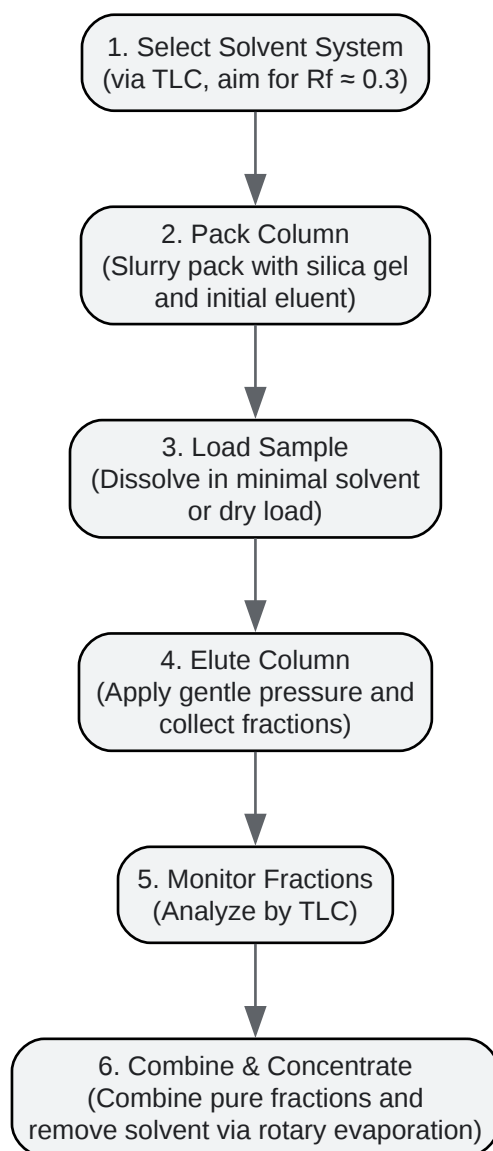 1. Select Solvent System
(via TLC, aim for Rf ≈ 0.3)
2. Pack Column
(Slurry pack with silica gel
and initial eluent)
3. Load Sample
(Dissolve in minimal solvent
or dry load)
4. Elute Column
(Apply gentle pressure and
collect fractions)
5. Monitor Fractions
(Analyze by TLC)
6. Combine & Concentrate
(Combine pure fractions and
remove solvent via rotary evaporation)